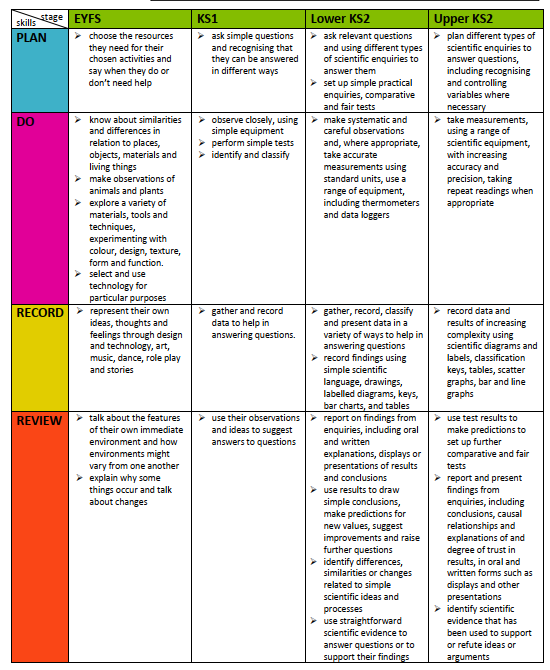 skills stage
EYFS
KS1
Lower KS2
Upper KS2
PLAN
➤ choose the resources
they need for their
chosen activities and
say when they do or
don't need help
➤ ask simple questions
and recognising that
they can be answered
in different ways
➤ ask relevant questions
and using different types
of scientific enquiries to
answer them
➤ set up simple practical
enquiries, comparative
and fair tests
➤ plan different types of
scientific enquiries to
answer questions,
including recognising
and controlling
variables where
necessary
DO
➤ know about similarities
and differences in
relation to places,
objects, materials and
living things
➤ make observations of
animals and plants
➤ explore a variety of
materials, tools and
techniques,
experimenting with
colour, design, texture,
form and function.
➤ select and use
technology for
particular purposes
➤ observe closely, using
simple equipment
➤ perform simple tests
➤ identify and classify
➤ make systematic and
careful observations
and, where appropriate,
take accurate
measurements using
standard units, use a
range of equipment,
including thermometers
and data loggers
➤ take measurements,
using a range of
scientific equipment,
with increasing
accuracy and
precision, taking
repeat readings when
appropriate
RECORD
➤ represent their own
ideas, thoughts and
feelings through design
and technology, art,
music, dance, role play
and stories
➤ gather and record
data to help in
answering questions.
➤ gather, record, classify
and present data in a
variety of ways to help in
answering questions
➤ record findings using
simple scientific
language, drawings,
labelled diagrams, keys,
bar charts, and tables
➤ record data and
results of increasing
complexity using
scientific diagrams and
labels, classification
keys, tables, scatter
graphs, bar and line
graphs
REVIEW
➤ talk about the features
of their own immediate
environment and how
environments might
vary from one another
➤ explain why some
things occur and talk
about changes
➤ use their observations
and ideas to suggest
answers to questions
➤ report on findings from
enquiries, including oral
and written
explanations, displays or
presentations of results
and conclusions
➤ use results to draw
simple conclusions,
make predictions for
new values, suggest
improvements and raise
further questions
➤ identify differences,
similarities or changes
related to simple
scientific ideas and
processes
➤ use straightforward
scientific evidence to
answer questions or to
support their findings
➤ use test results to
make predictions to
set up further
comparative and fair
tests
➤ report and present
findings from
enquiries, including
conclusions, causal
relationships and
explanations of and
degree of trust in
results, in oral and
written forms such as
displays and other
presentations
➤ identify scientific
evidence that has
been used to support
or refute ideas or
arguments